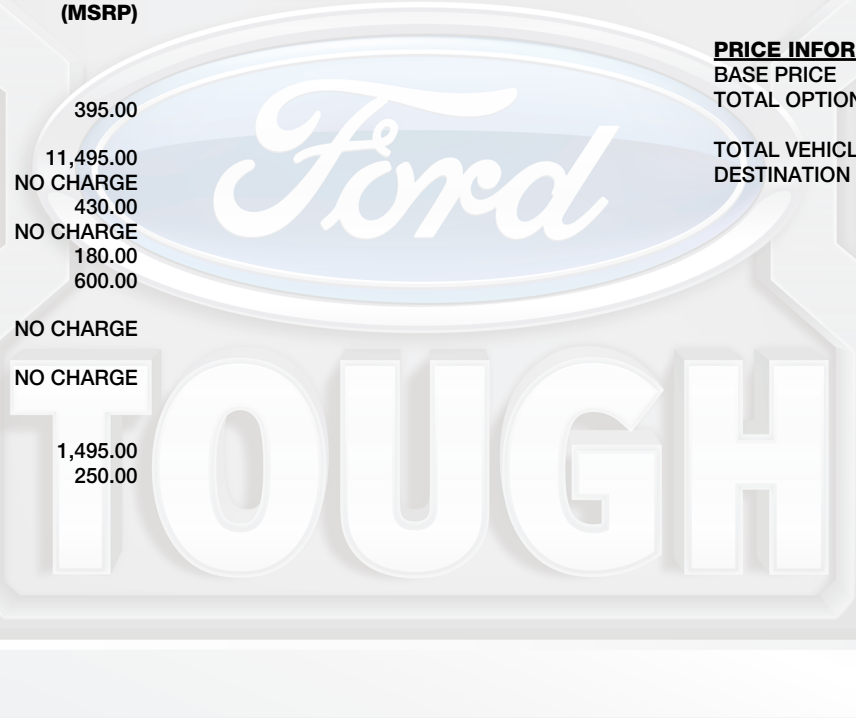 (MSRP)
395.00
11,495.00
NO CHARGE
430.00
NO CHARGE
180.00
600.00
NO CHARGE
NO CHARGE
1,495.00
250.00
PRICE INFOR
BASE PRICE
TOTAL OPTION
TOTAL VEHICL
DESTINATION
Ford
TOUGH